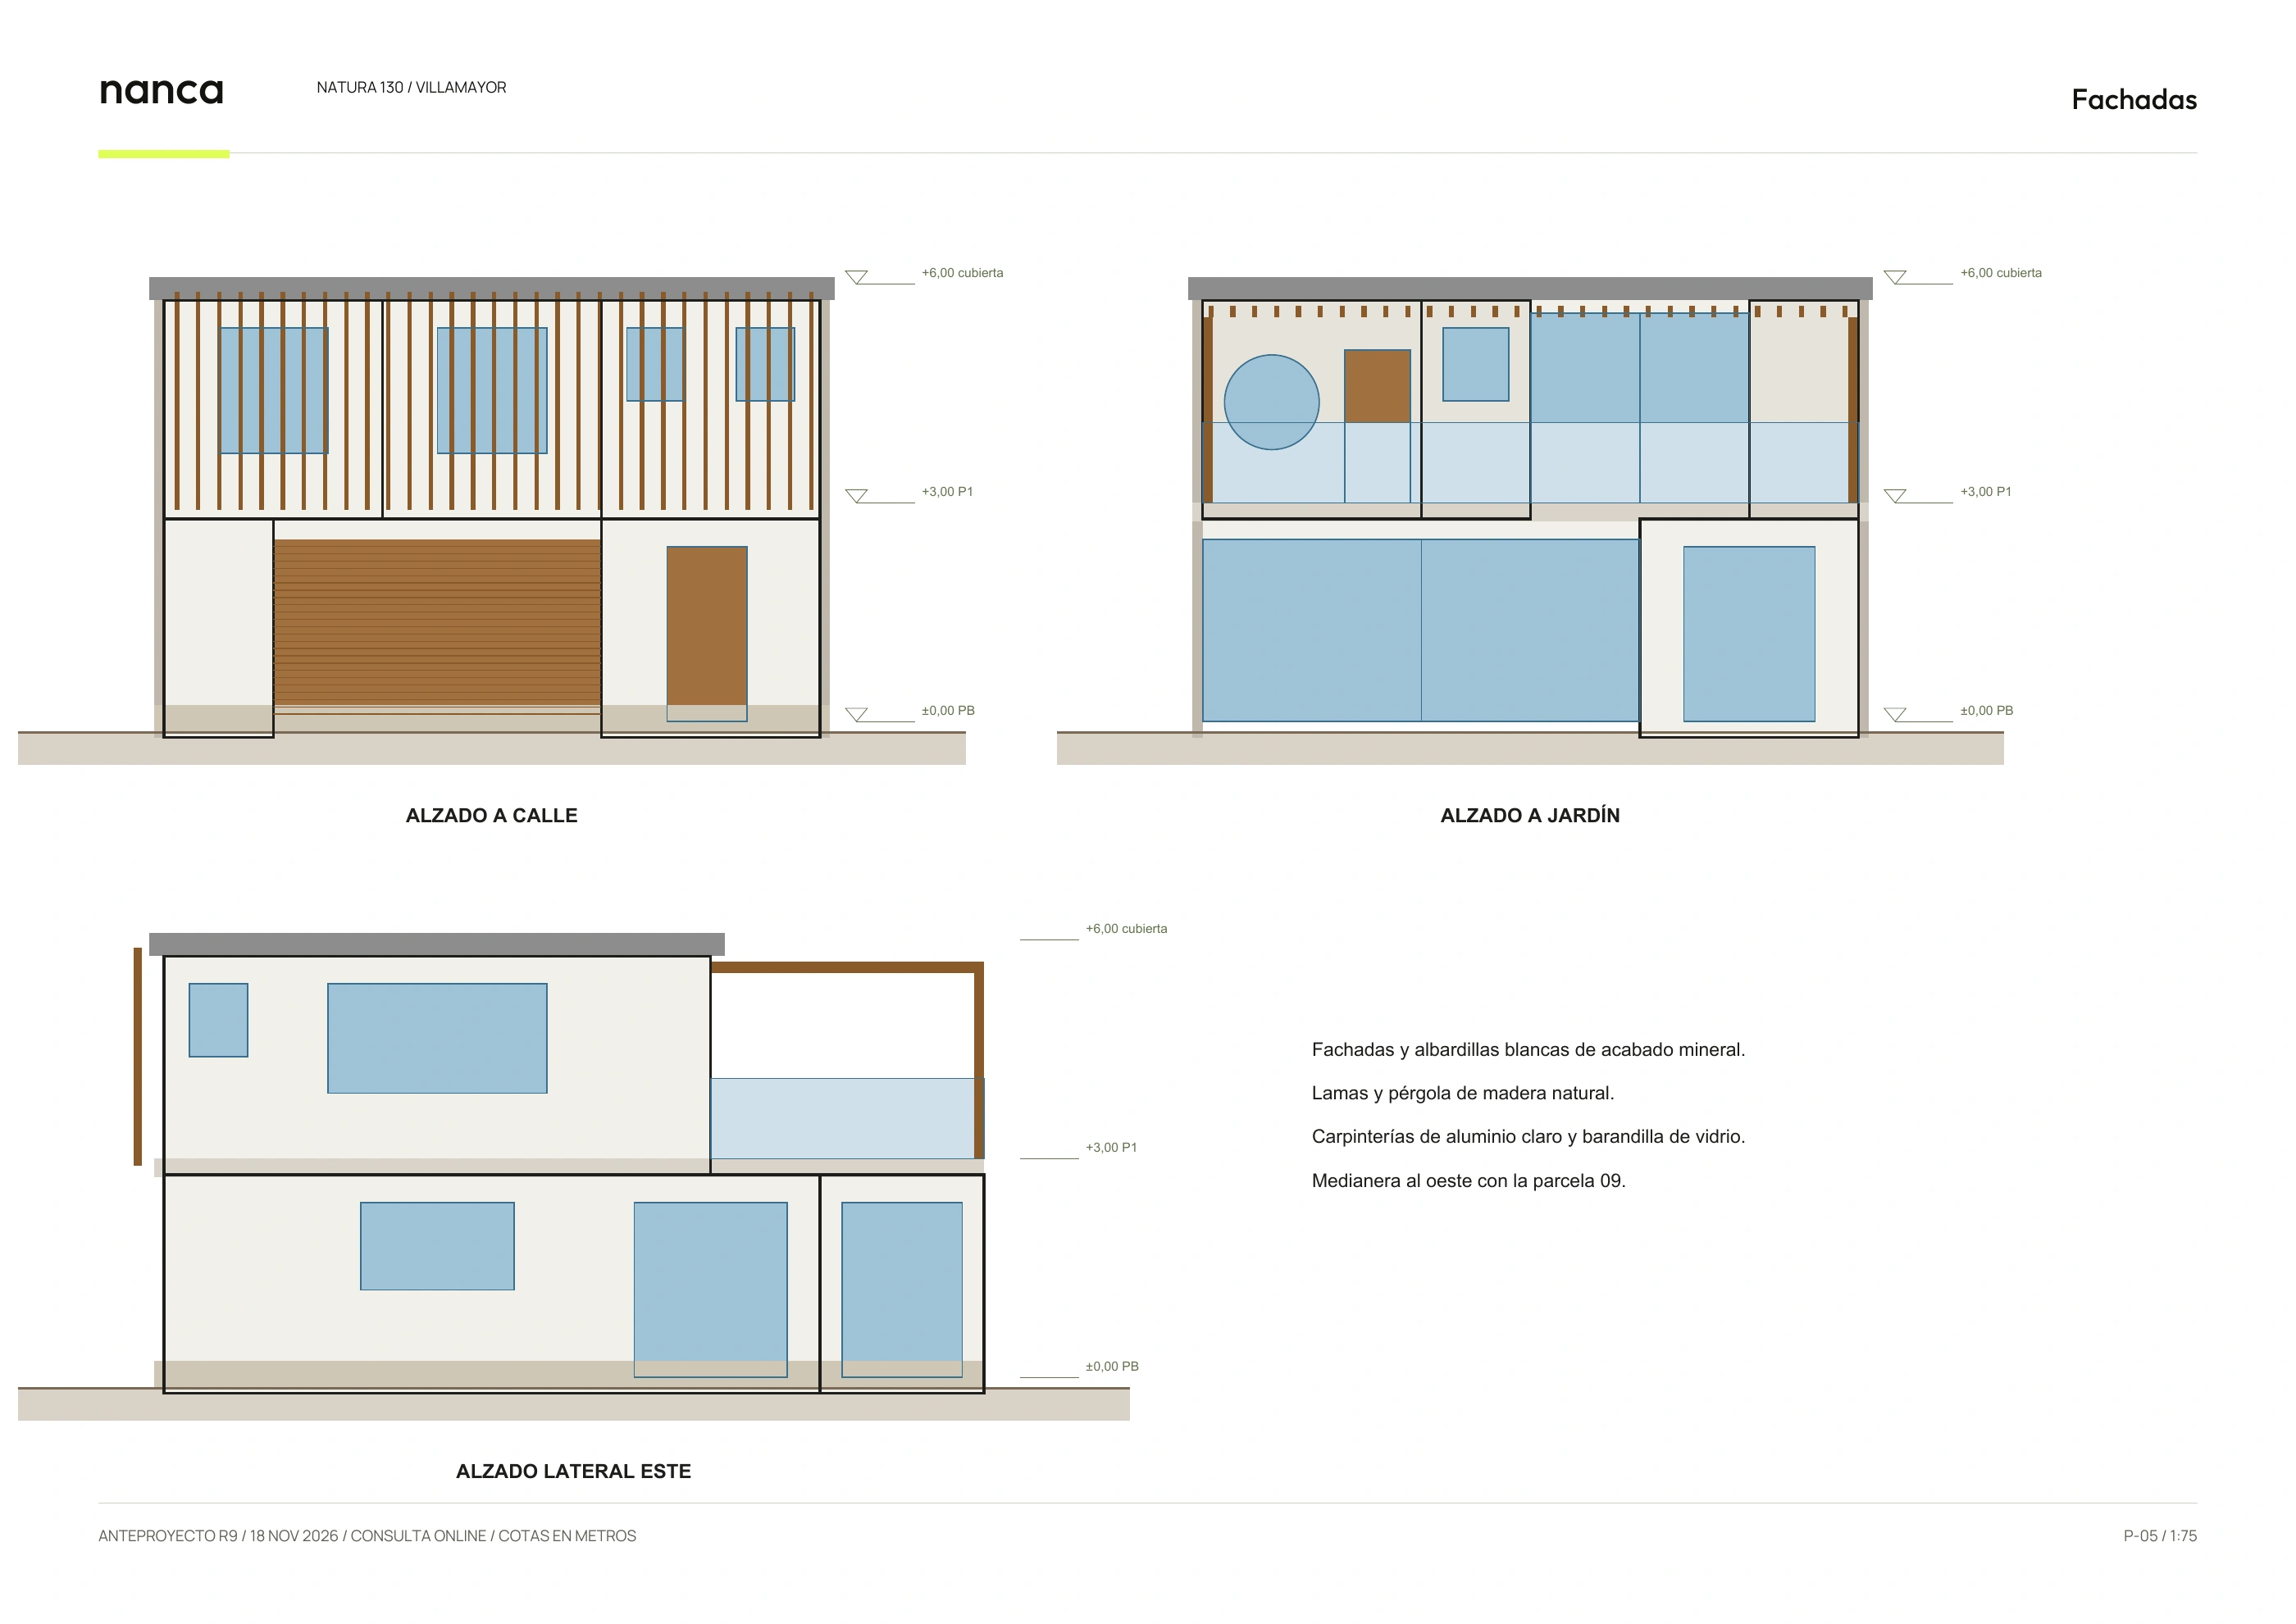 nanca
NATURA 130 / VILLAMAYOR
Fachadas
+6,00 cubierta
+3,00 P1
±0,00 PB
ALZADO A CALLE
+6,00 cubierta
+3,00 P1
±0,00 PB
ALZADO A JARDÍN
+6,00 cubierta
+3,00 P1
±0,00 PB
ALZADO LATERAL ESTE
Fachadas y albardillas blancas de acabado mineral.
Lamas y pérgola de madera natural.
Carpinterías de aluminio claro y barandilla de vidrio.
Medianera al oeste con la parcela 09.
ANTEPROYECTO R9 / 18 NOV 2026 / CONSULTA ONLINE / COTAS EN METROS
P-05 / 1:75